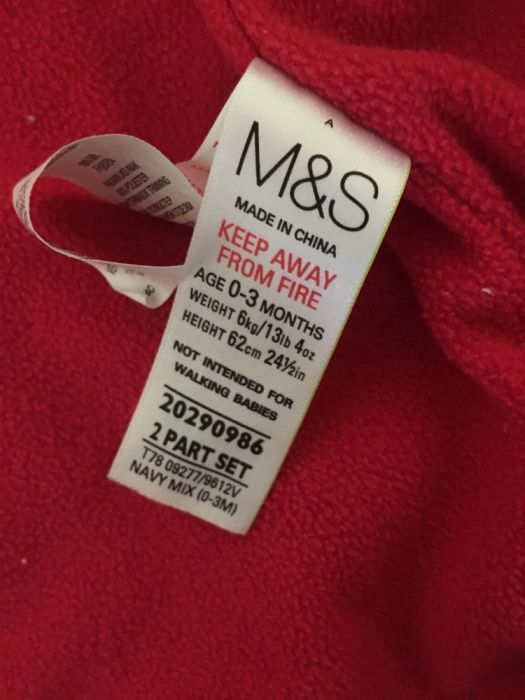 A
M&S
MADE IN CHINA
KEEP AWAY
FROM FIRE
AGE 0-3 MONTHS
WEIGHT 6kg/13lb 4oz
HEIGHT 62cm 24½in
NOT INTENDED FOR
WALKING BABIES
20290986
2 PART SET
T78 09277/9612V
NAVY MIX (0-3M)